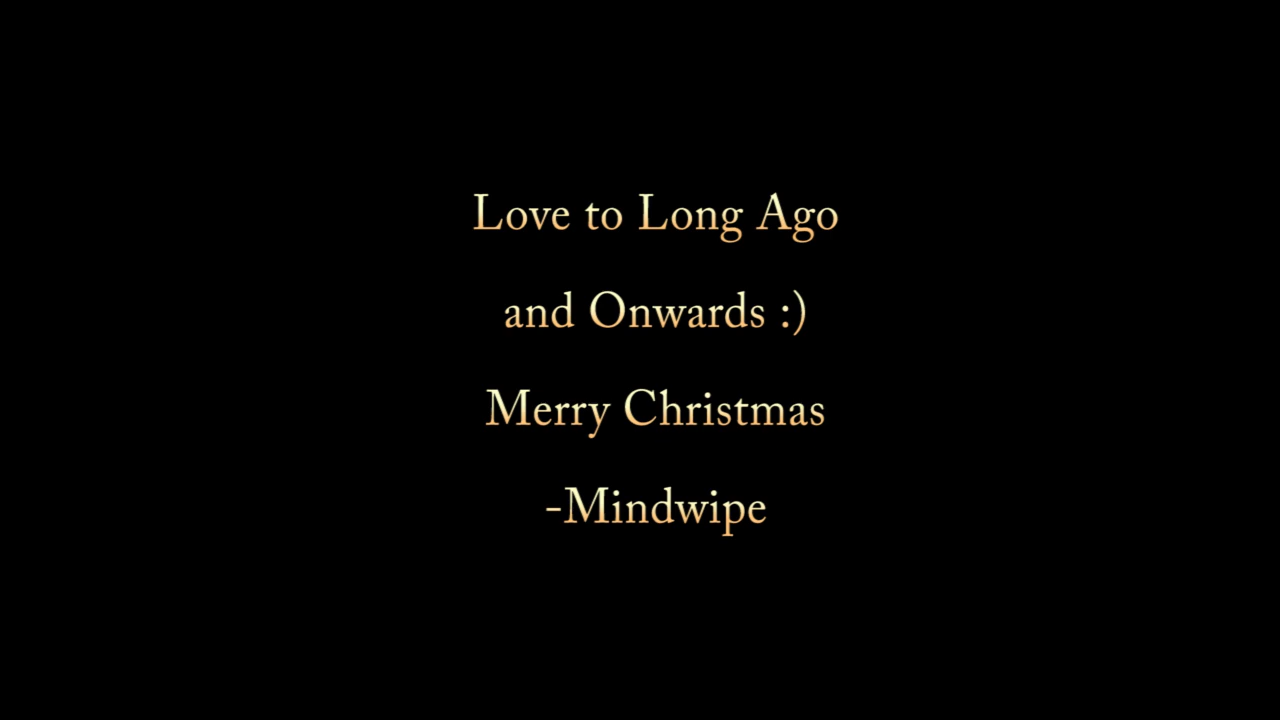 Love to Long Ago
and Onwards :)
Merry Christmas
-Mindwipe